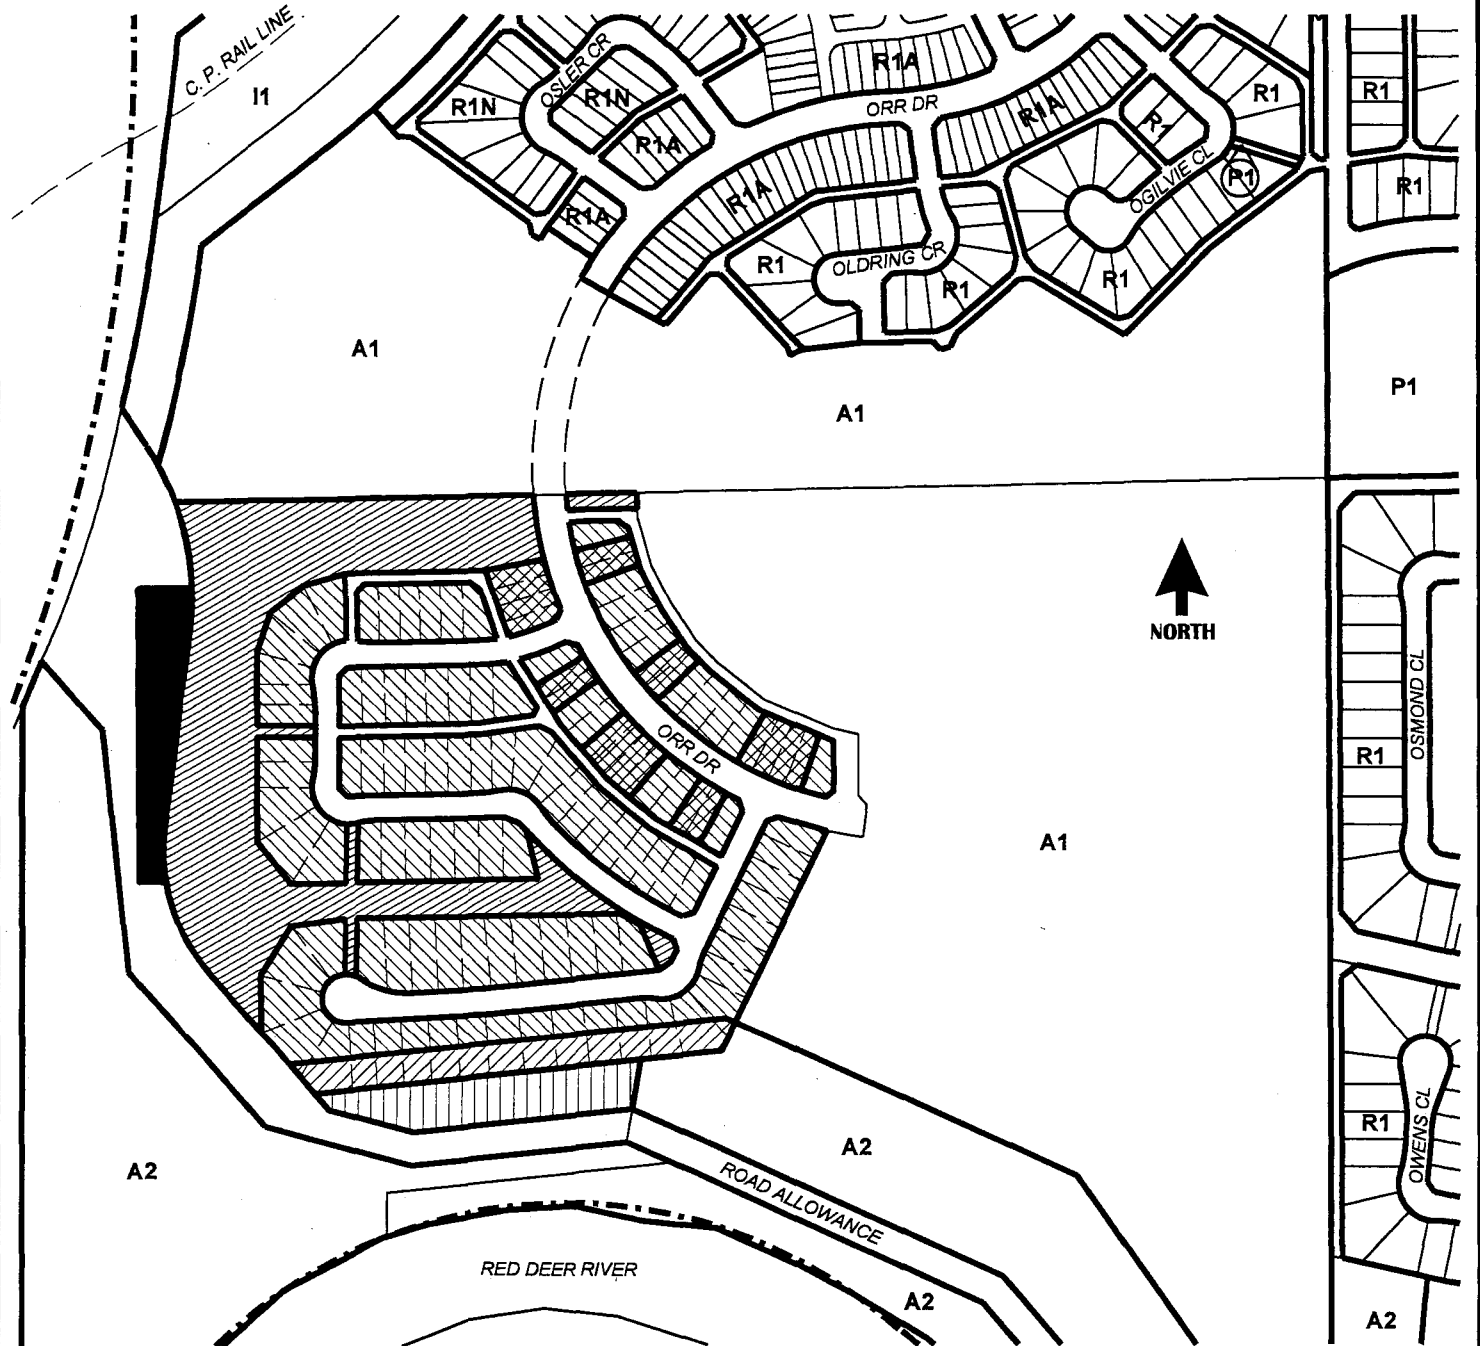 C. P. RAIL LINE
I1
OSLER CR
R1N
R1N
R1A
R1A
R1A
ORR DR
R1A
R1A
R1
R1
R1
R1
P1
OGILVIE CL
R1
R1
OLDRING CR
R1
R1
A1
A1
P1
NORTH
ORR DR
A1
OSMOND CL
R1
R1
OWENS CL
A2
A2
ROAD ALLOWANCE
RED DEER RIVER
A2
A2